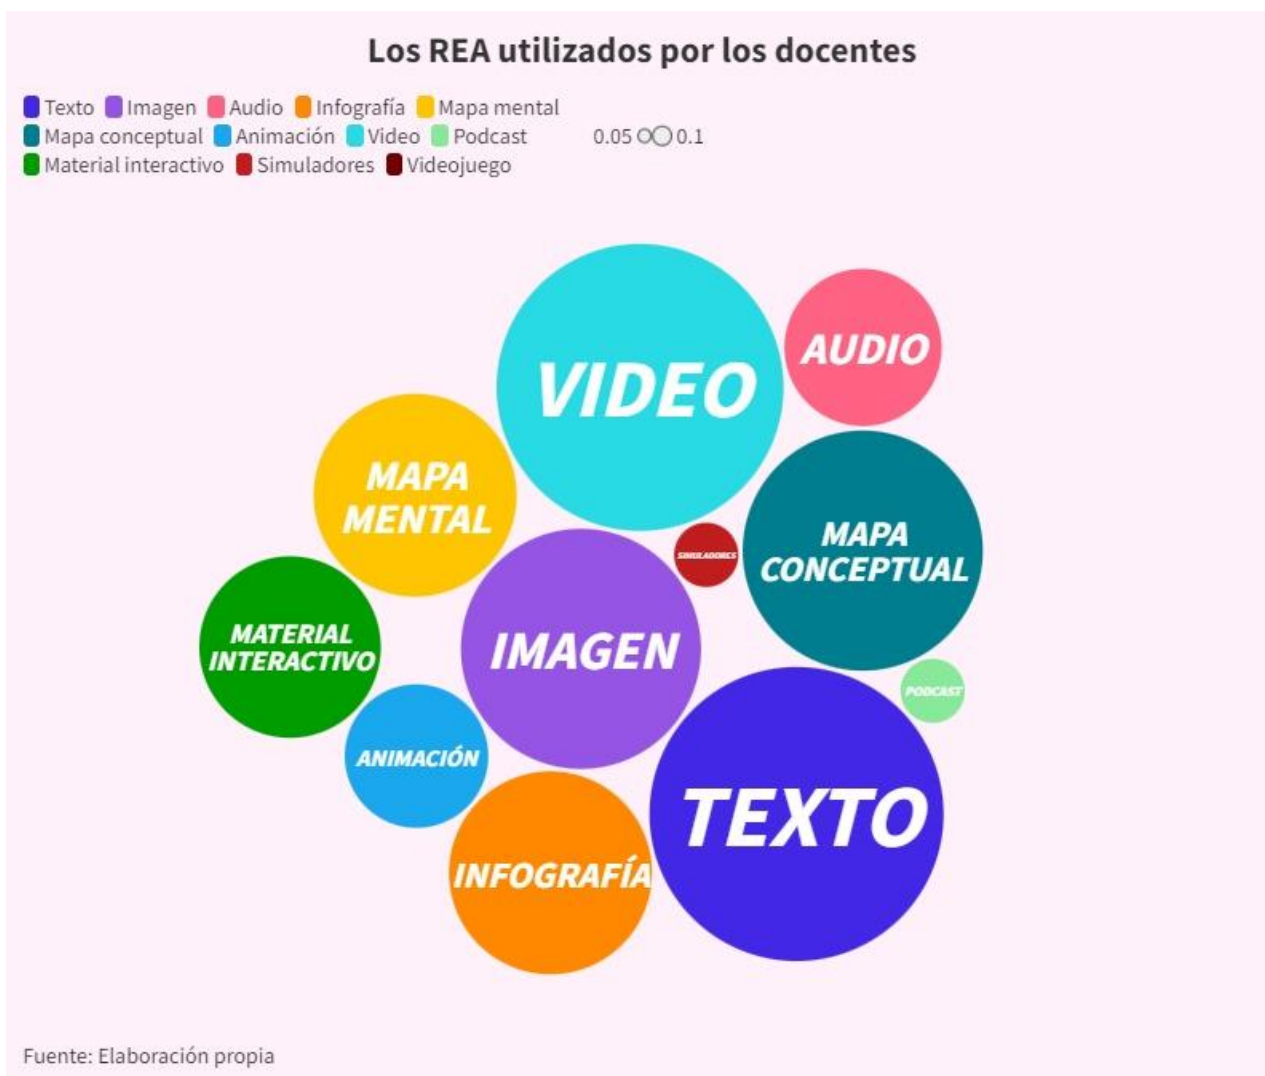 Los REA utilizados por los docentes
Texto Imagen Audio Infografía Mapa mental
Mapa conceptual Animación Video Podcast 0.05 0.1
Material interactivo Simuladores Videojuego
VIDEO
AUDIO
MAPA
MENTAL
SIMULADORES
MAPA
CONCEPTUAL
MATERIAL
INTERACTIVO
IMAGEN
PODCAST
ANIMACIÓN
TEXTO
INFOGRAFÍA
Fuente: Elaboración propia